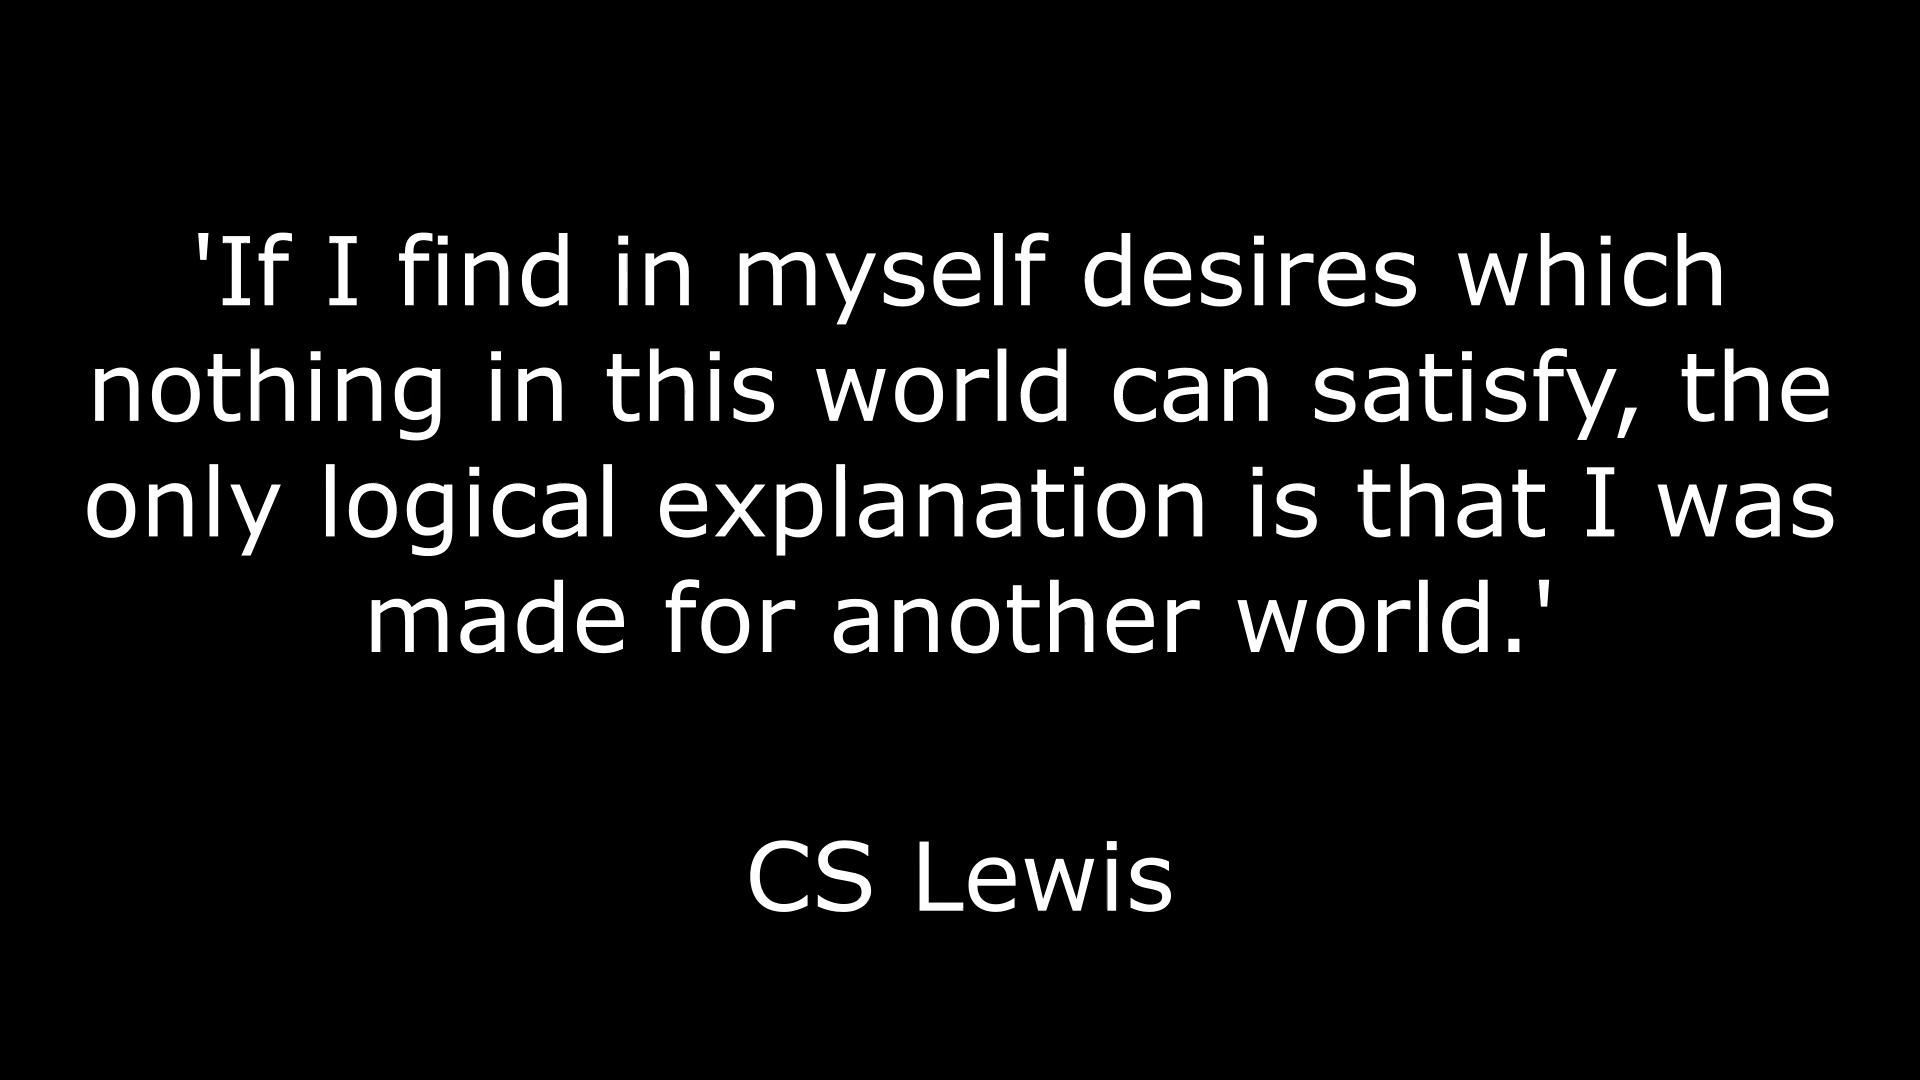 'If I find in myself desires which
nothing in this world can satisfy, the
only logical explanation is that I was
made for another world.'
CS Lewis